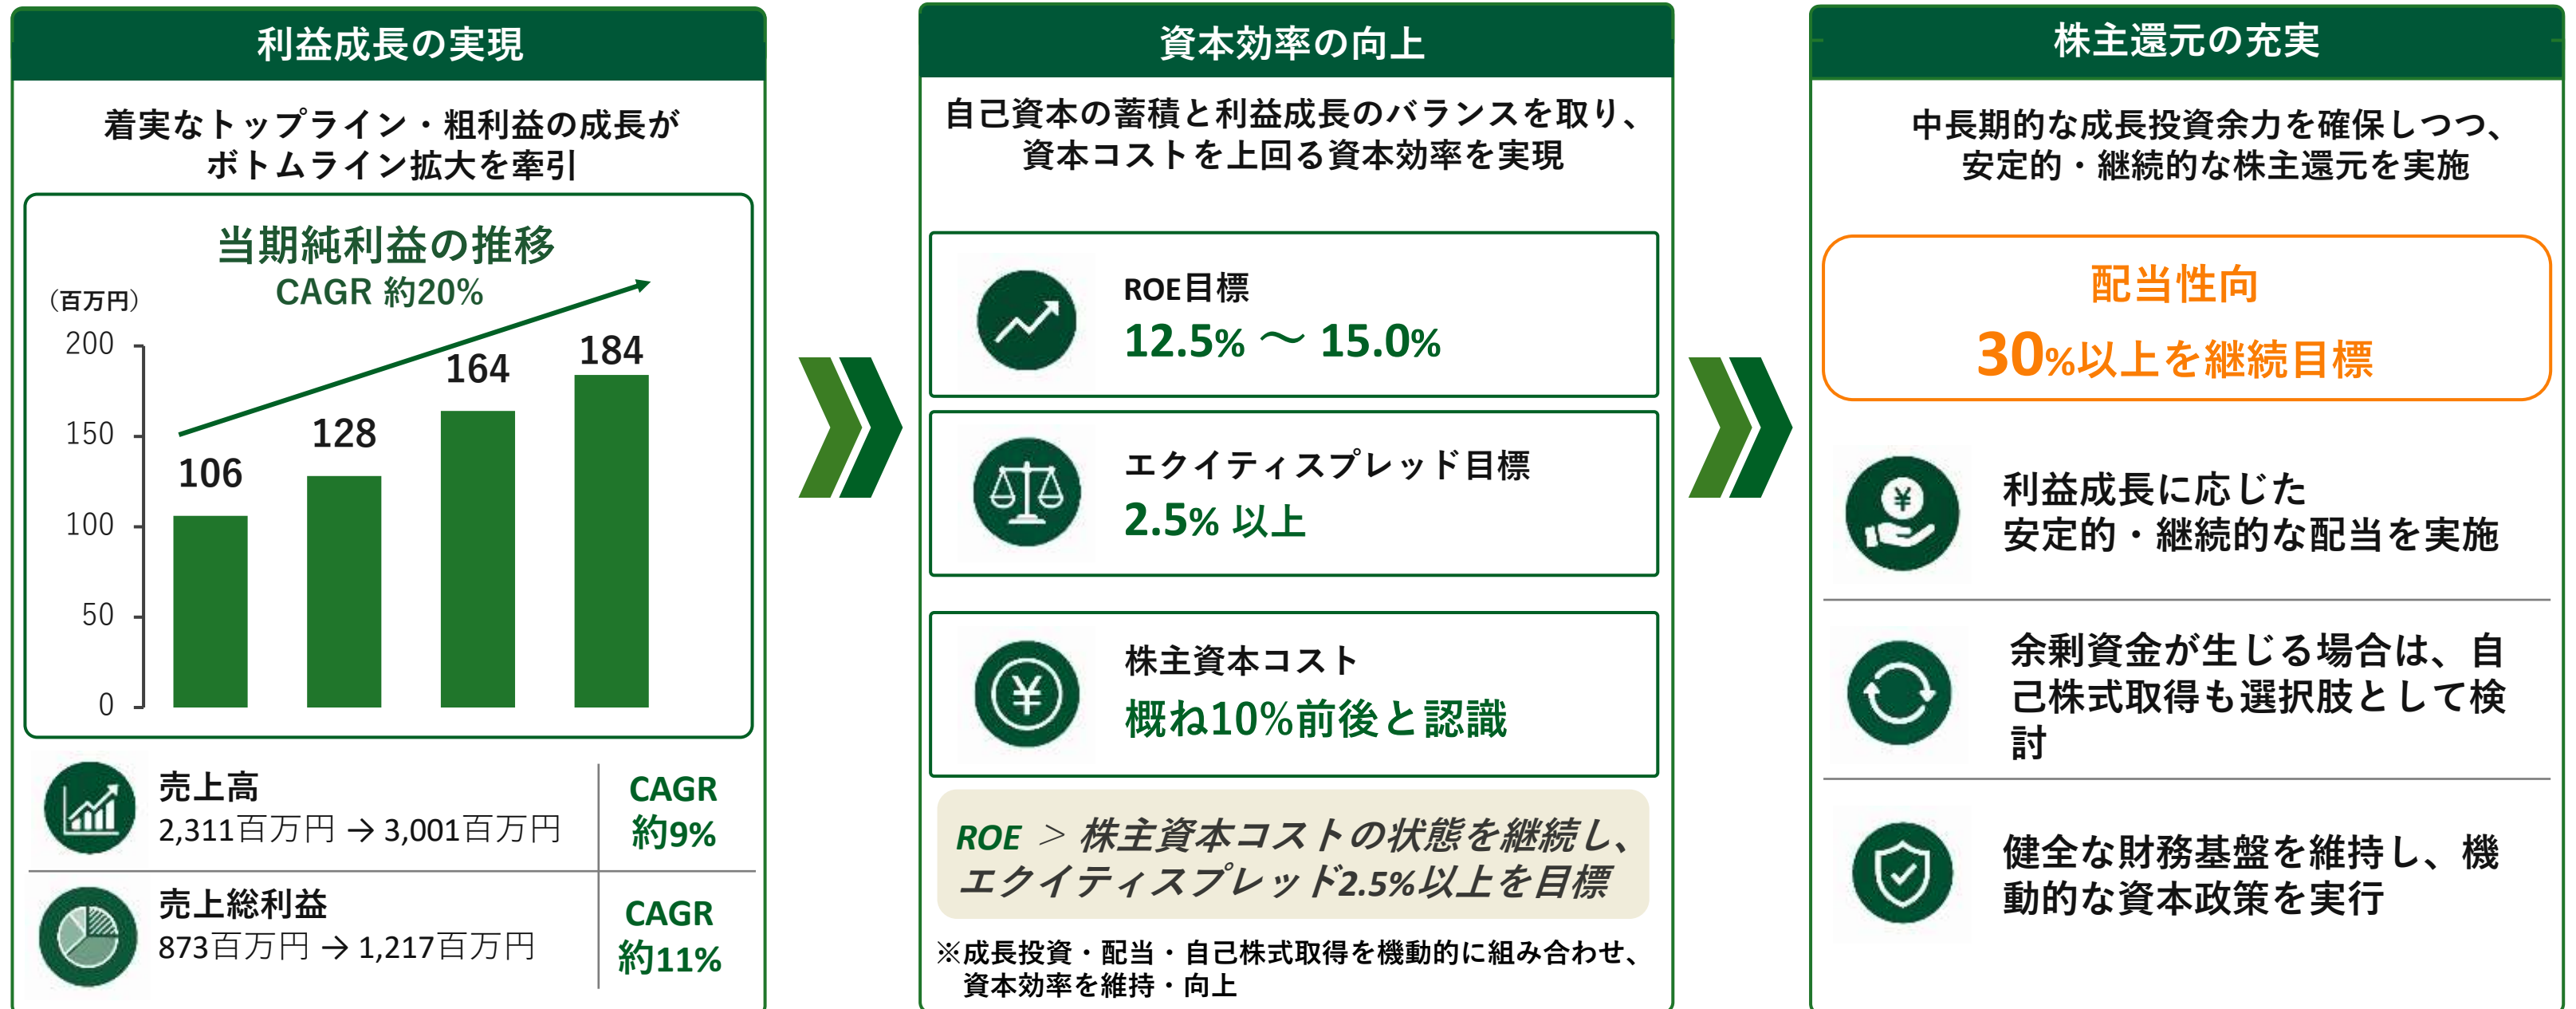 利益成長の実現
着実なトップライン・粗利益の成長が
ボトムライン拡大を牽引
当期純利益の推移
CAGR 約20%
（百万円）
200
150
100
50
0
106
128
164
184
売上高
2,311百万円 → 3,001百万円
CAGR
約9%
売上総利益
873百万円 → 1,217百万円
CAGR
約11%
資本効率の向上
自己資本の蓄積と利益成長のバランスを取り、
資本コストを上回る資本効率を実現
ROE目標
12.5% ～ 15.0%
エクイティスプレッド目標
2.5% 以上
¥
株主資本コスト
概ね10%前後と認識
ROE ＞ 株主資本コストの状態を継続し、
エクイティスプレッド2.5%以上を目標
※成長投資・配当・自己株式取得を機動的に組み合わせ、
資本効率を維持・向上
株主還元の充実
中長期的な成長投資余力を確保しつつ、
安定的・継続的な株主還元を実施
配当性向
30%以上を継続目標
¥
利益成長に応じた
安定的・継続的な配当を実施
余剰資金が生じる場合は、自
己株式取得も選択肢として検
討
健全な財務基盤を維持し、機
動的な資本政策を実行